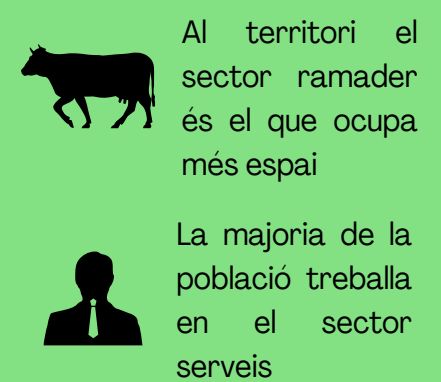 Al territori el
sector ramader
és el que ocupa
més espai
La majoria de la
població treballa
en el sector
serveis